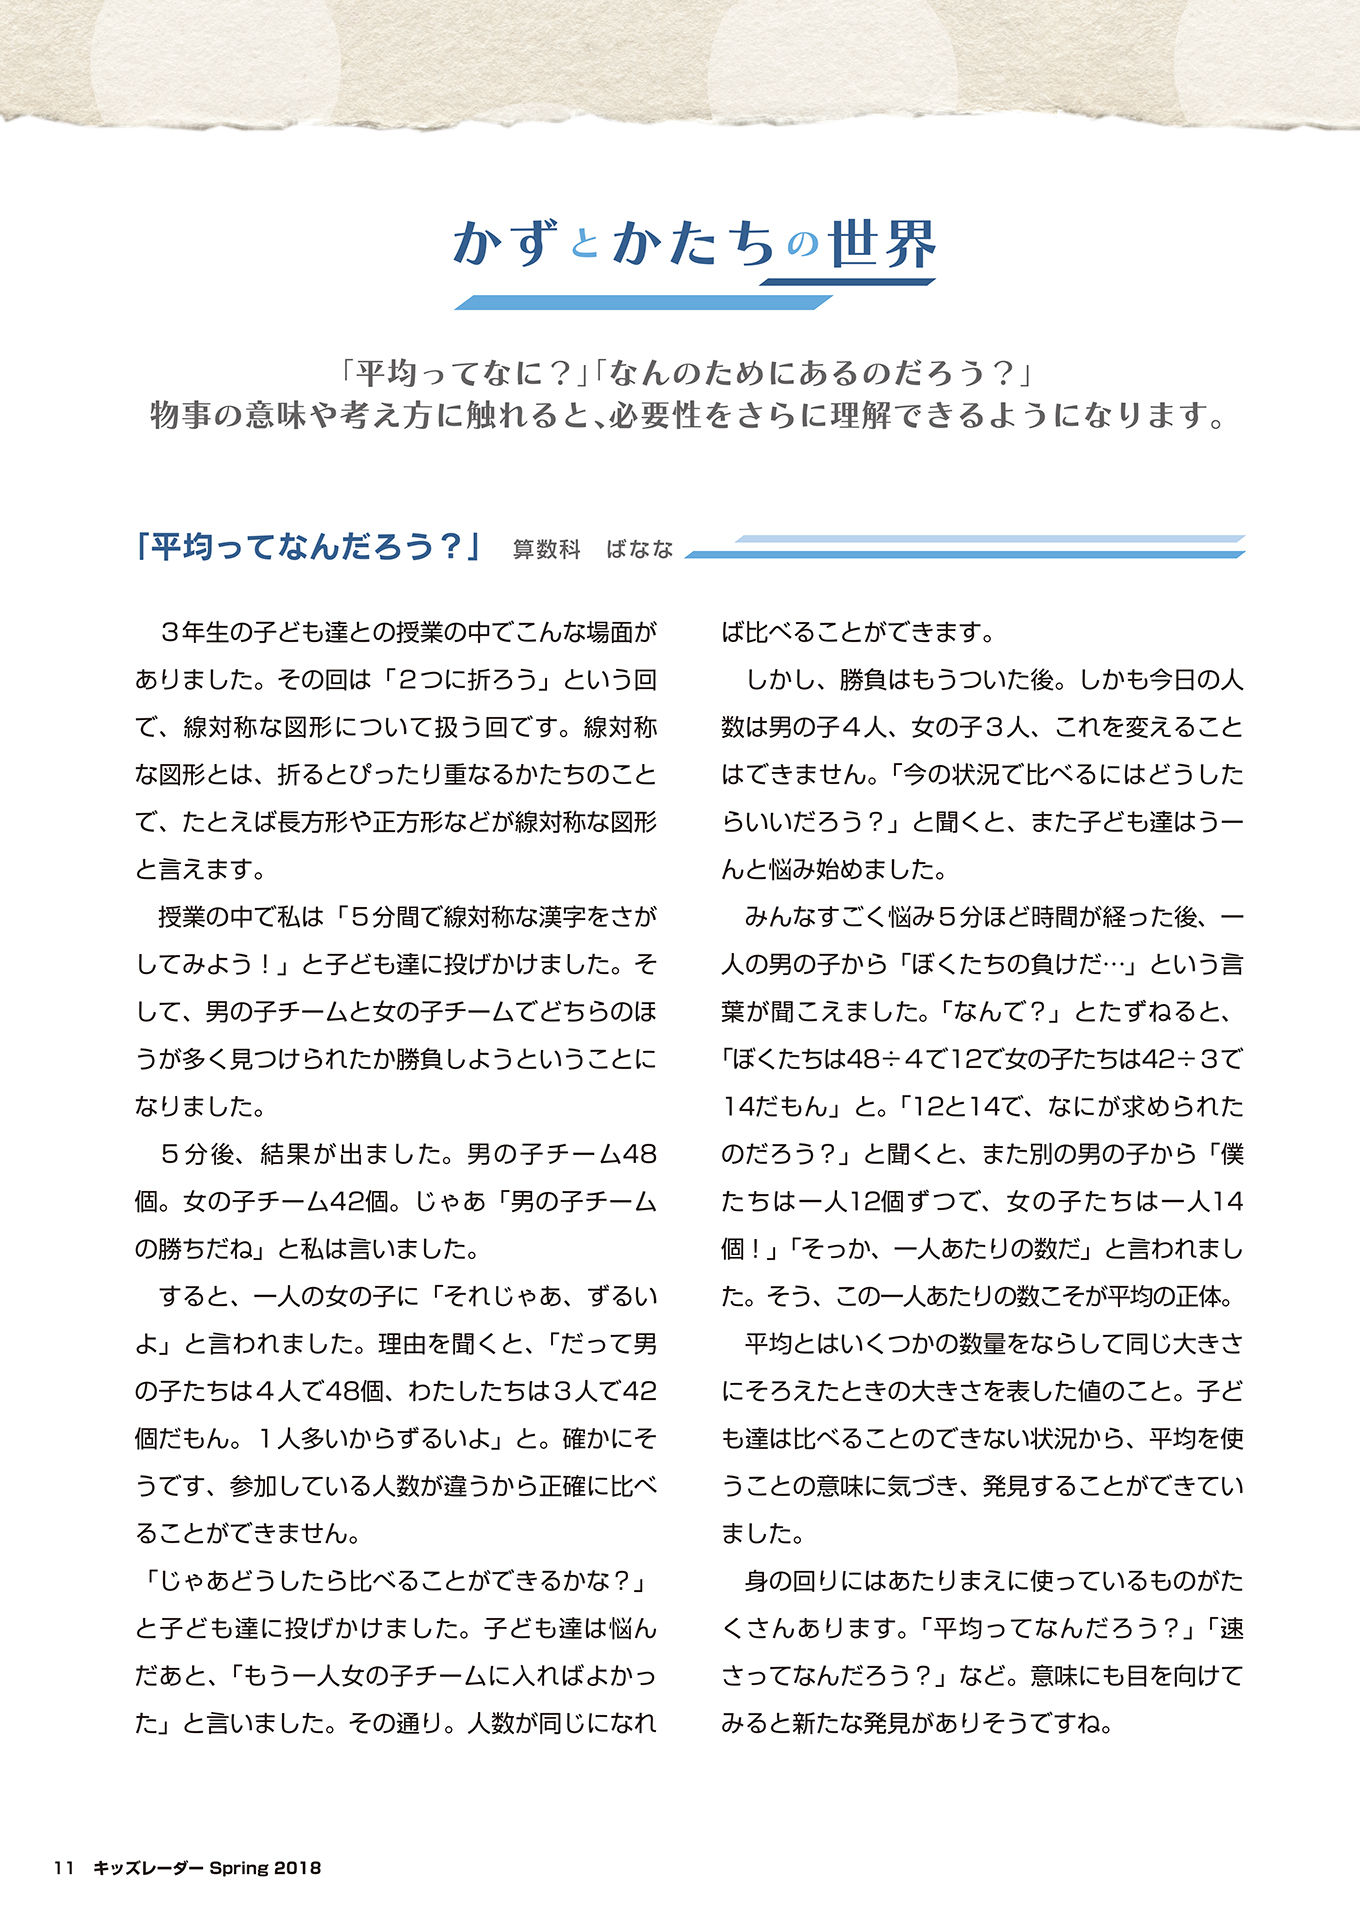 かずとかたちの世界
「平均ってなに？」「なんのためにあるのだろう？」
物事の意味や考え方に触れると、必要性をさらに理解できるようになります。
「平均ってなんだろう？」 算数科　ばなな
３年生の子ども達との授業の中でこんな場面が
ありました。その回は「２つに折ろう」という回
で、線対称な図形について扱う回です。線対称
な図形とは、折るとぴったり重なるかたちのこと
で、たとえば長方形や正方形などが線対称な図形
と言えます。
授業の中で私は「５分間で線対称な漢字をさが
してみよう！」と子ども達に投げかけました。そ
して、男の子チームと女の子チームでどちらのほ
うが多く見つけられたか勝負しようということに
なりました。
５分後、結果が出ました。男の子チーム48
個。女の子チーム42個。じゃあ「男の子チーム
の勝ちだね」と私は言いました。
すると、一人の女の子に「それじゃあ、ずるい
よ」と言われました。理由を聞くと、「だって男
の子たちは４人で48個、わたしたちは３人で42
個だもん。１人多いからずるいよ」と。確かにそ
うです、参加している人数が違うから正確に比べ
ることができません。
「じゃあどうしたら比べることができるかな？」
と子ども達に投げかけました。子ども達は悩ん
だあと、「もう一人女の子チームに入ればよかっ
た」と言いました。その通り。人数が同じになれ
ば比べることができます。
しかし、勝負はもうついた後。しかも今日の人
数は男の子４人、女の子３人、これを変えること
はできません。「今の状況で比べるにはどうした
らいいだろう？」と聞くと、また子ども達はうー
んと悩み始めました。
みんなすごく悩み５分ほど時間が経った後、一
人の男の子から「ぼくたちの負けだ…」という言
葉が聞こえました。「なんで？」とたずねると、
「ぼくたちは48÷４で12で女の子たちは42÷３で
14だもん」と。「12と14で、なにが求められた
のだろう？」と聞くと、また別の男の子から「僕
たちは一人12個ずつで、女の子たちは一人14
個！」「そっか、一人あたりの数だ」と言われまし
た。そう、この一人あたりの数こそが平均の正体。
平均とはいくつかの数量をならして同じ大きさ
にそろえたときの大きさを表した値のこと。子ど
も達は比べることのできない状況から、平均を使
うことの意味に気づき、発見することができてい
ました。
身の回りにはあたりまえに使っているものがた
くさんあります。「平均ってなんだろう？」「速
さってなんだろう？」など。意味にも目を向けて
みると新たな発見がありそうですね。
11　キッズレーダー Spring 2018